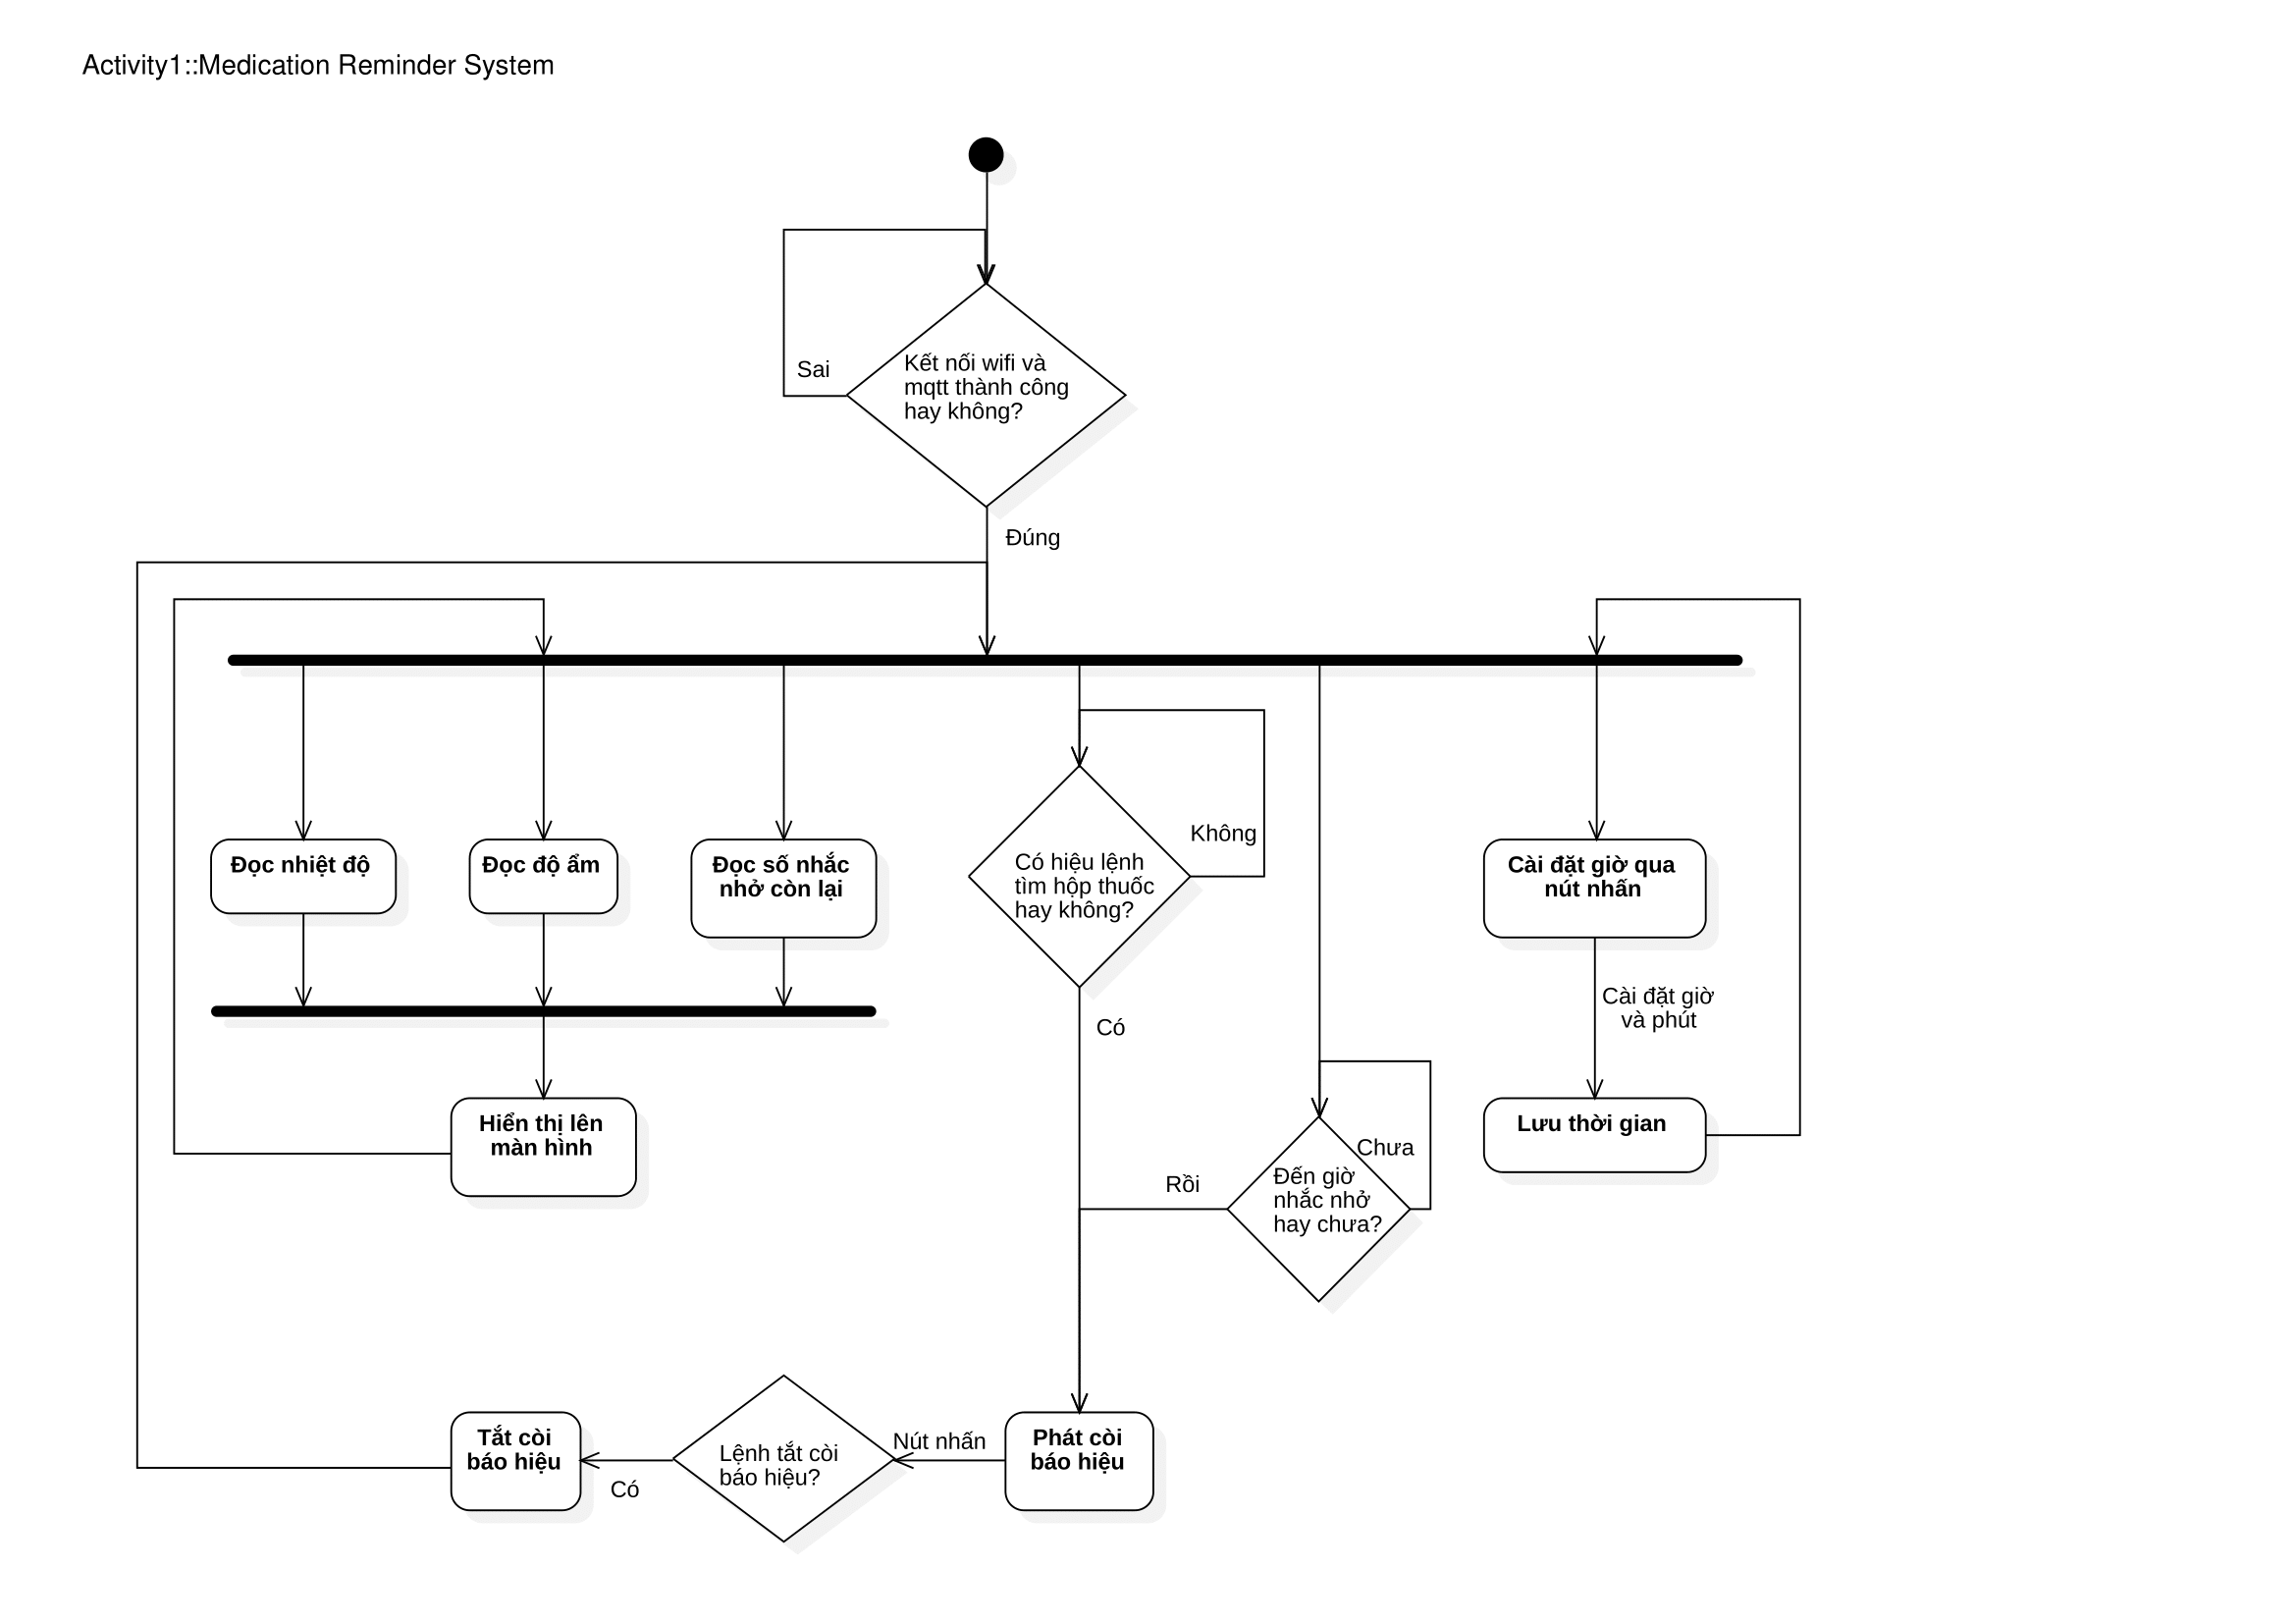 Activity1::Medication Reminder System
Kết nối wifi và
mqtt thành công
hay không?
Sai
Đúng
Đọc nhiệt độ
Đọc độ ẩm
Đọc số nhắc
nhở còn lại
Có hiệu lệnh
tìm hộp thuốc
hay không?
Không
Cài đặt giờ qua
nút nhấn
Có
Cài đặt giờ
và phút
Hiển thị lên
màn hình
Đến giờ
nhắc nhở
hay chưa?
Chưa
Rồi
Lưu thời gian
Tắt còi
báo hiệu
Có
Lệnh tắt còi
báo hiệu?
Nút nhấn
Phát còi
báo hiệu